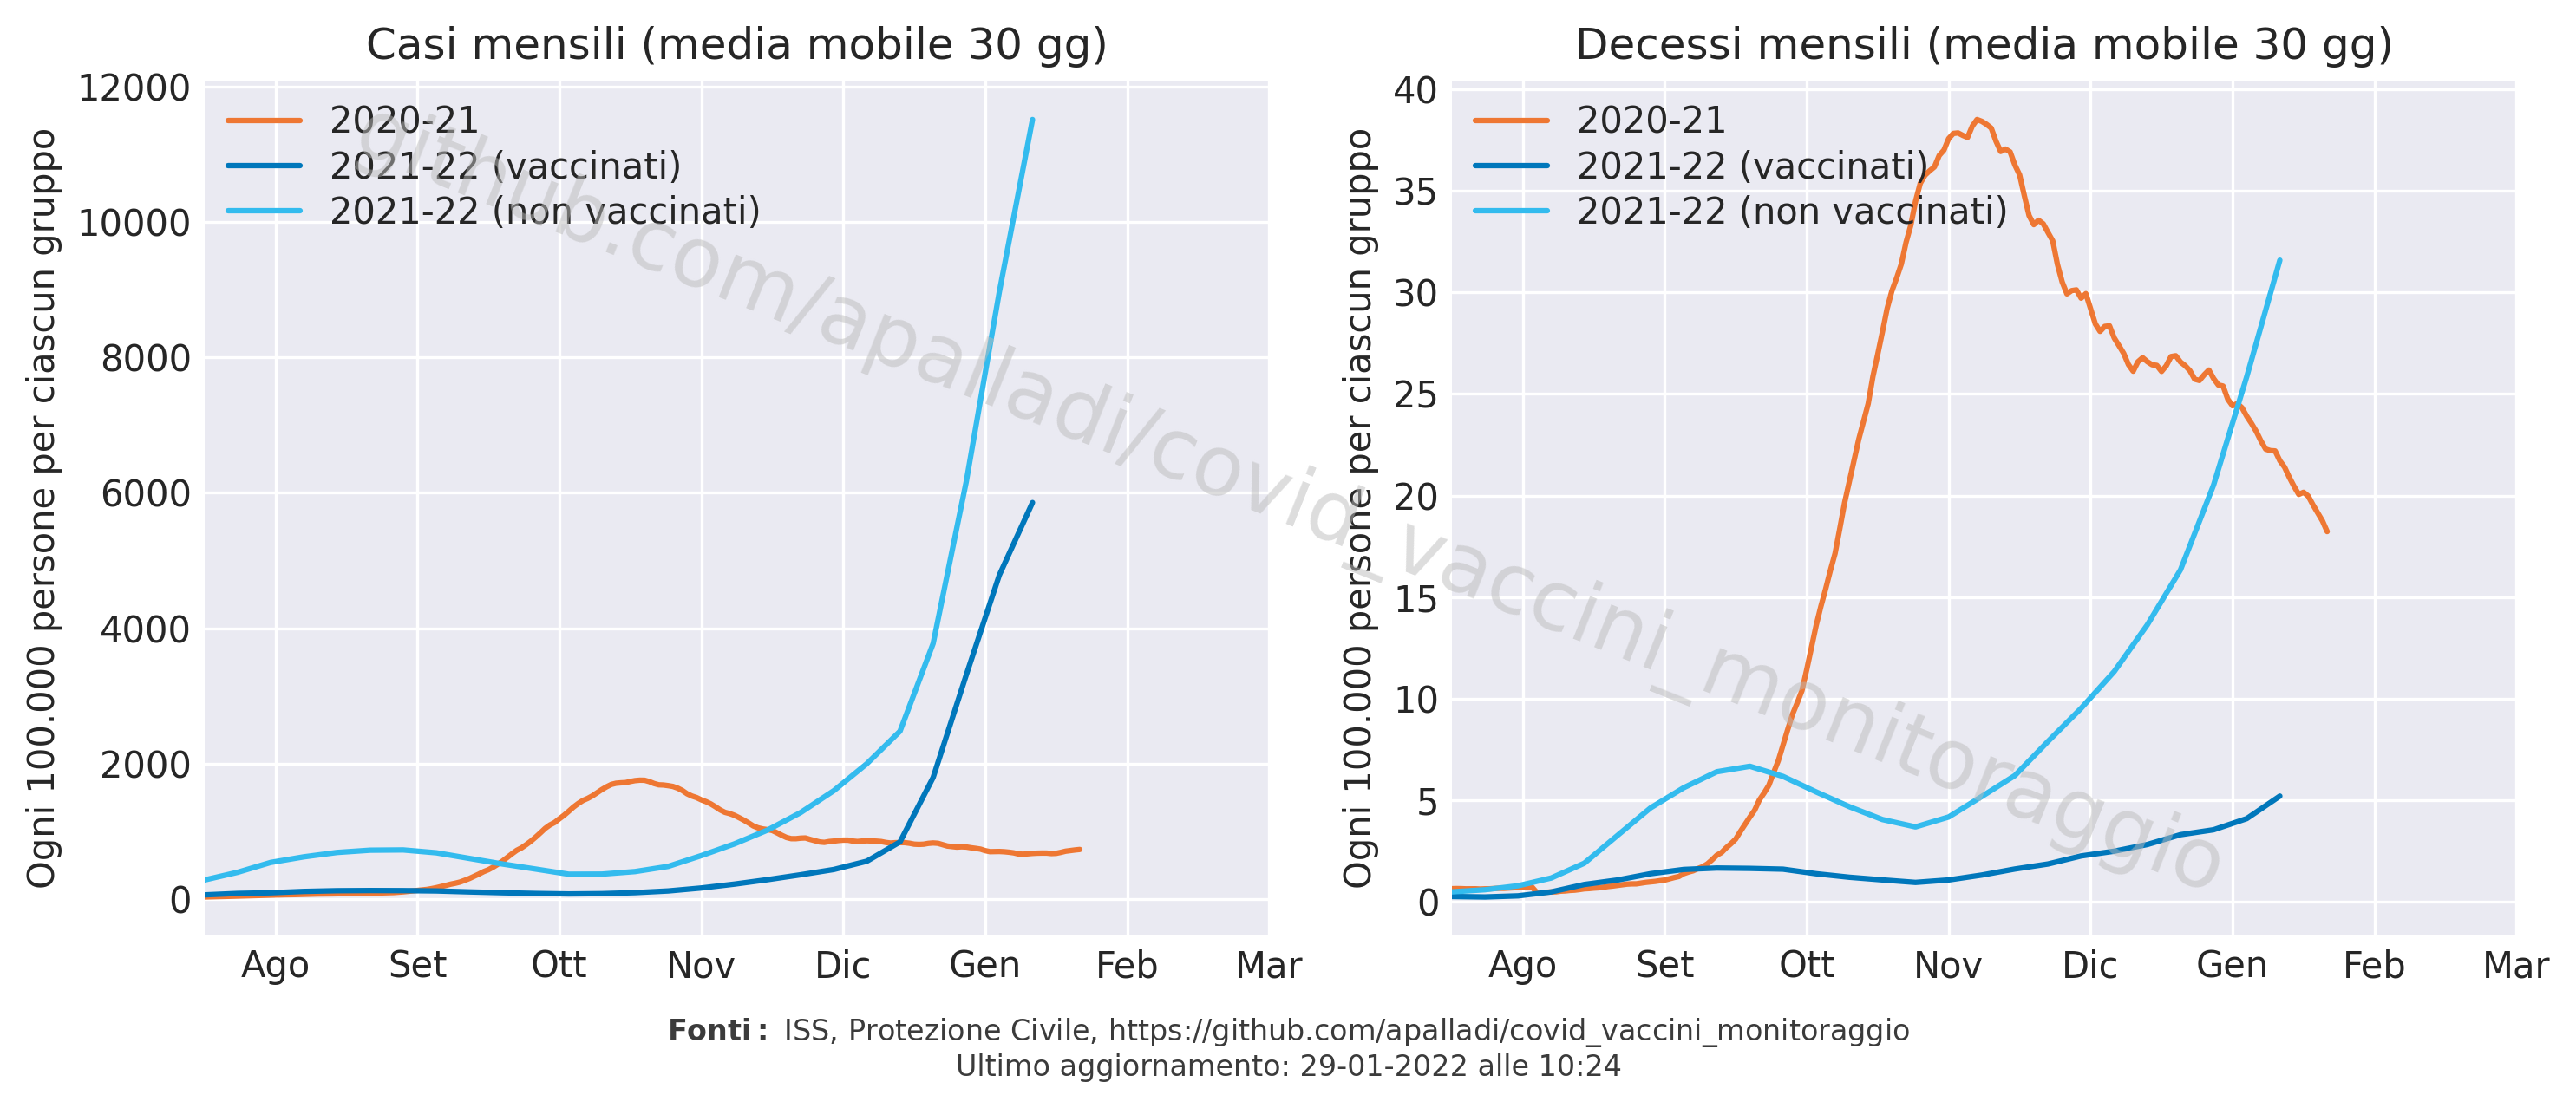 Casi mensili (media mobile 30 gg)
Ogni 100.000 persone per ciascun gruppo
12000
10000
8000
6000
4000
2000
0
2020-21
2021-22 (vaccinati)
2021-22 (non vaccinati)
Ago Set Ott Nov Dic Gen Feb Mar
Decessi mensili (media mobile 30 gg)
Ogni 100.000 persone per ciascun gruppo
40
35
30
25
20
15
10
5
0
2020-21
2021-22 (vaccinati)
2021-22 (non vaccinati)
Ago Set Ott Nov Dic Gen Feb Mar
github.com/apalladi/covid_vaccini_monitoraggio
Fonti: ISS, Protezione Civile, https://github.com/apalladi/covid_vaccini_monitoraggio
Ultimo aggiornamento: 29-01-2022 alle 10:24